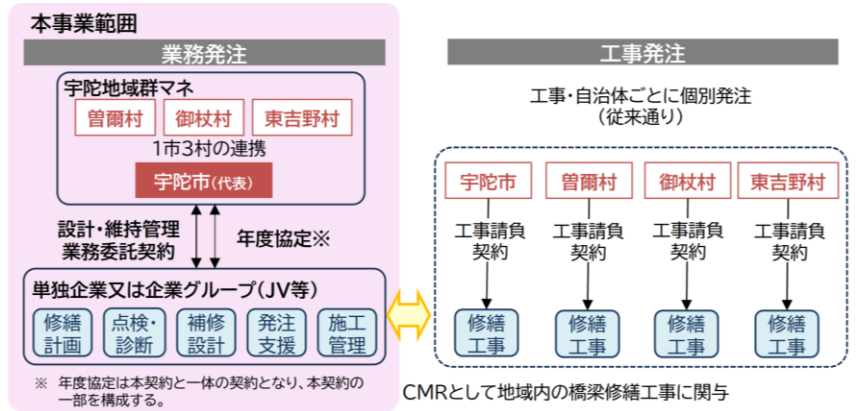 本事業範囲
業務発注
宇陀地域群マネ
曽爾村
御杖村
東吉野村
1市3村の連携
宇陀市(代表)
設計・維持管理
業務委託契約
年度協定※
単独企業又は企業グループ(JV等)
修繕
計画
点検・
診断
補修
設計
発注
支援
施工
管理
※ 年度協定は本契約と一体の契約となり、本契約の
一部を構成する。
工事発注
工事・自治体ごとに個別発注
(従来通り)
宇陀市
曽爾村
御杖村
東吉野村
工事請負
契約
工事請負
契約
工事請負
契約
工事請負
契約
修繕
工事
修繕
工事
修繕
工事
修繕
工事
CMRとして地域内の橋梁修繕工事に関与